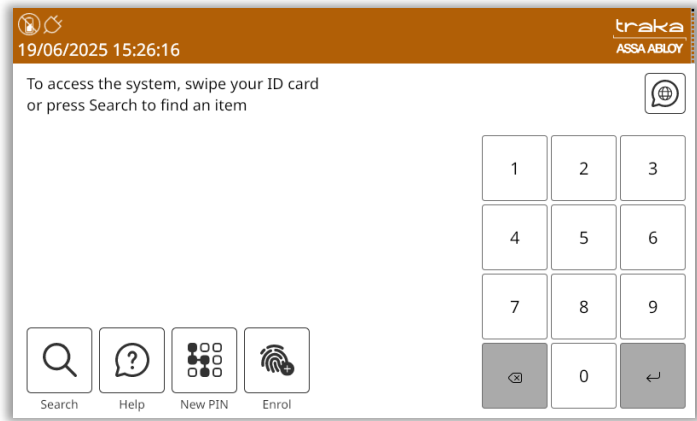 19/06/2025 15:26:16
traka
ASSA ABLOY
To access the system, swipe your ID card
or press Search to find an item
1 2 3
4 5 6
7 8 9
0
Search Help New PIN Enrol